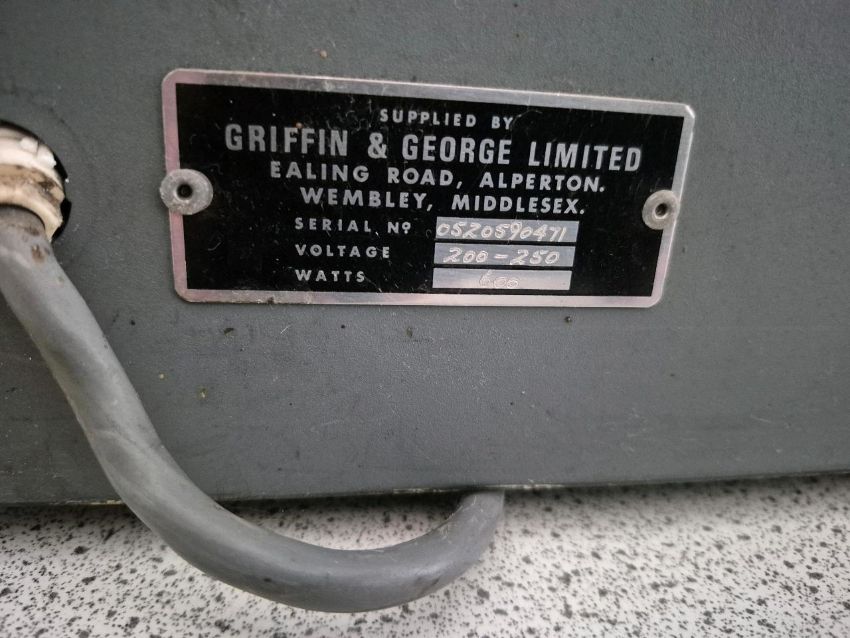 SUPPLIED BY
GRIFFIN & GEORGE LIMITED
EALING ROAD, ALPERTON.
WEMBLEY, MIDDLESEX.
SERIAL Nº 0520590471
VOLTAGE 200-250
WATTS 600